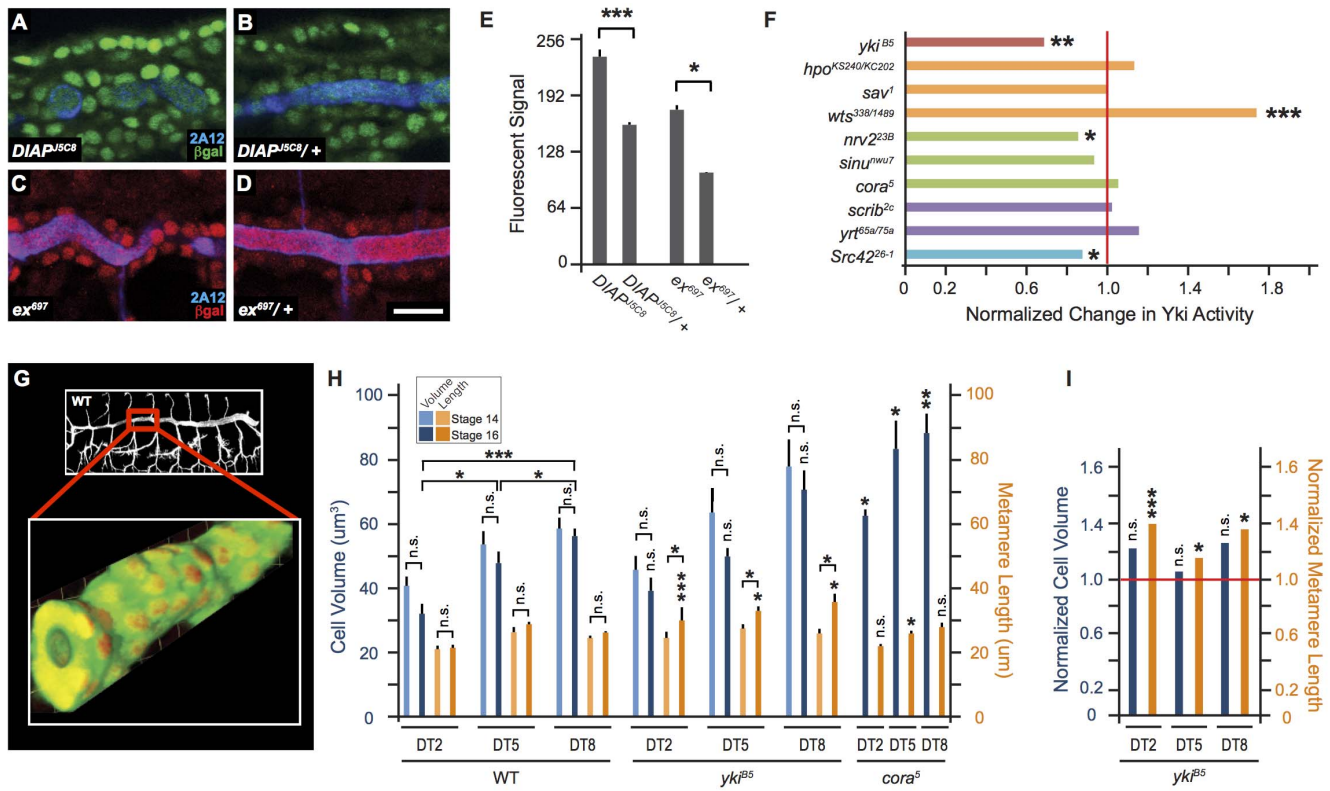 A
DIAP^J5C8
2A12
βgal
B
DIAP^J5C8/+
C
ex^697
2A12
βgal
D
ex^697/+
E
Fluorescent Signal
256
192
128
64
0
***
*
DIAP^J5C8
DIAP^J5C8/+
ex^697
ex^697/+
F
yki^B5
hpo^KS240/KC202
sav^1
wts^338/1489
nrv2^23B
sinu^nwu7
cora^5
scrib^2c
yrt^65a/75a
Src42^26-1
**
***
*
*
0 0.2 0.6 1.0 1.4 1.8
Normalized Change in Yki Activity
G
WT
H
Cell Volume (um³)
100
80
60
40
20
0
Volume
Length
Stage 14
Stage 16
***
* *
n.s. n.s. n.s. n.s. n.s. n.s.
n.s. n.s. * ***
n.s. n.s. * *
n.s. n.s. * *
* n.s. * * ** n.s.
100
80
60
40
20
0
Metamere Length (um)
DT2 DT5 DT8 DT2 DT5 DT8 DT2 DT5 DT8
WT yki^B5 cora^5
I
Normalized Cell Volume
1.6
1.4
1.0
0.6
0.2
0
n.s. *** n.s. * n.s. *
1.6
1.4
1.0
0.6
0.2
0
Normalized Metamere Length
DT2 DT5 DT8
yki^B5